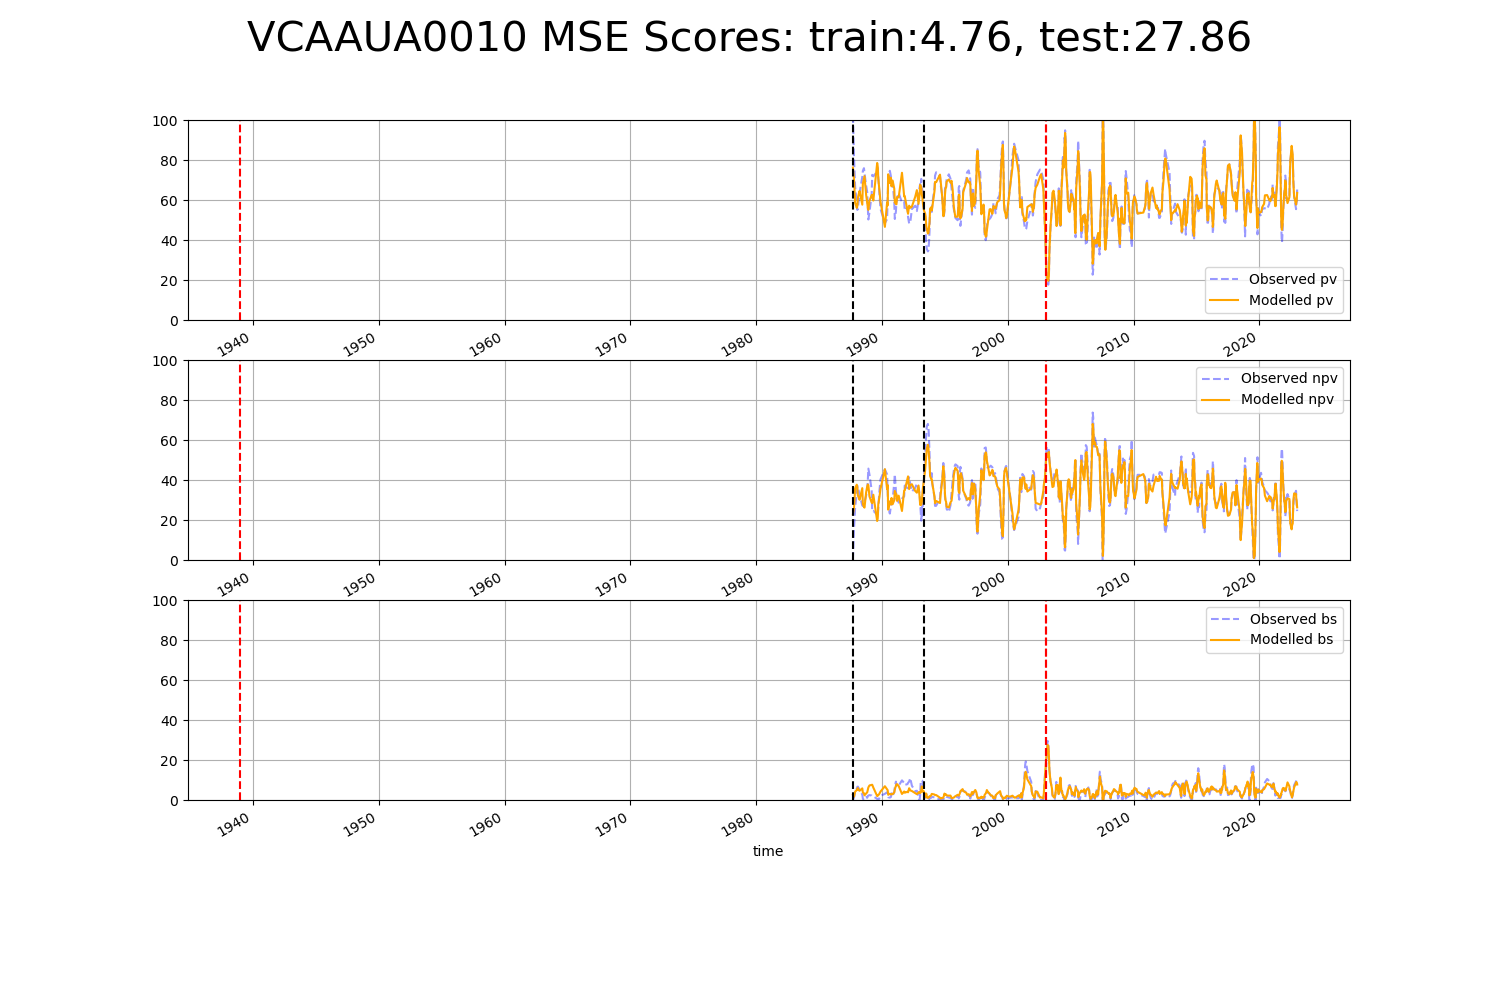 VCAAUA0010 MSE Scores: train:4.76, test:27.86
100
80
60
40
20
0
Observed pv
Modelled pv
1940 1950 1960 1970 1980 1990 2000 2010 2020
100
80
60
40
20
0
Observed npv
Modelled npv
1940 1950 1960 1970 1980 1990 2000 2010 2020
100
80
60
40
20
0
Observed bs
Modelled bs
1940 1950 1960 1970 1980 1990 2000 2010 2020
time